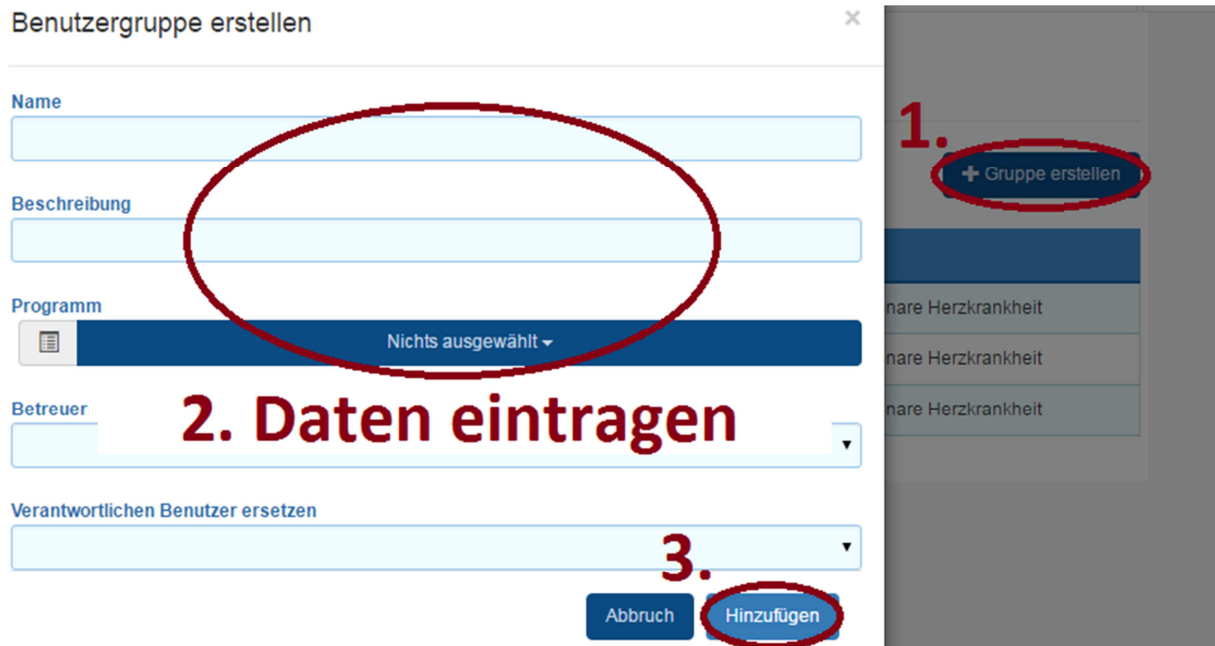 Benutzergruppe erstellen
×
Name
1.
+ Gruppe erstellen
Beschreibung
Programm
nare Herzkrankheit
Nichts ausgewählt
nare Herzkrankheit
Betreuer
2. Daten eintragen
nare Herzkrankheit
Verantwortlichen Benutzer ersetzen
3.
Abbruch
Hinzufügen